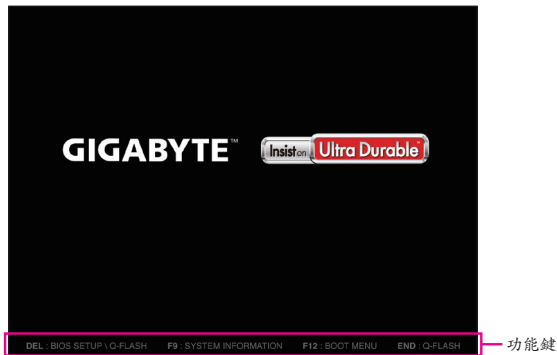 GIGABYTE™
Insist on Ultra Durable™
DEL : BIOS SETUP \ Q-FLASH F9 : SYSTEM INFORMATION F12 : BOOT MENU END : Q-FLASH
功能鍵